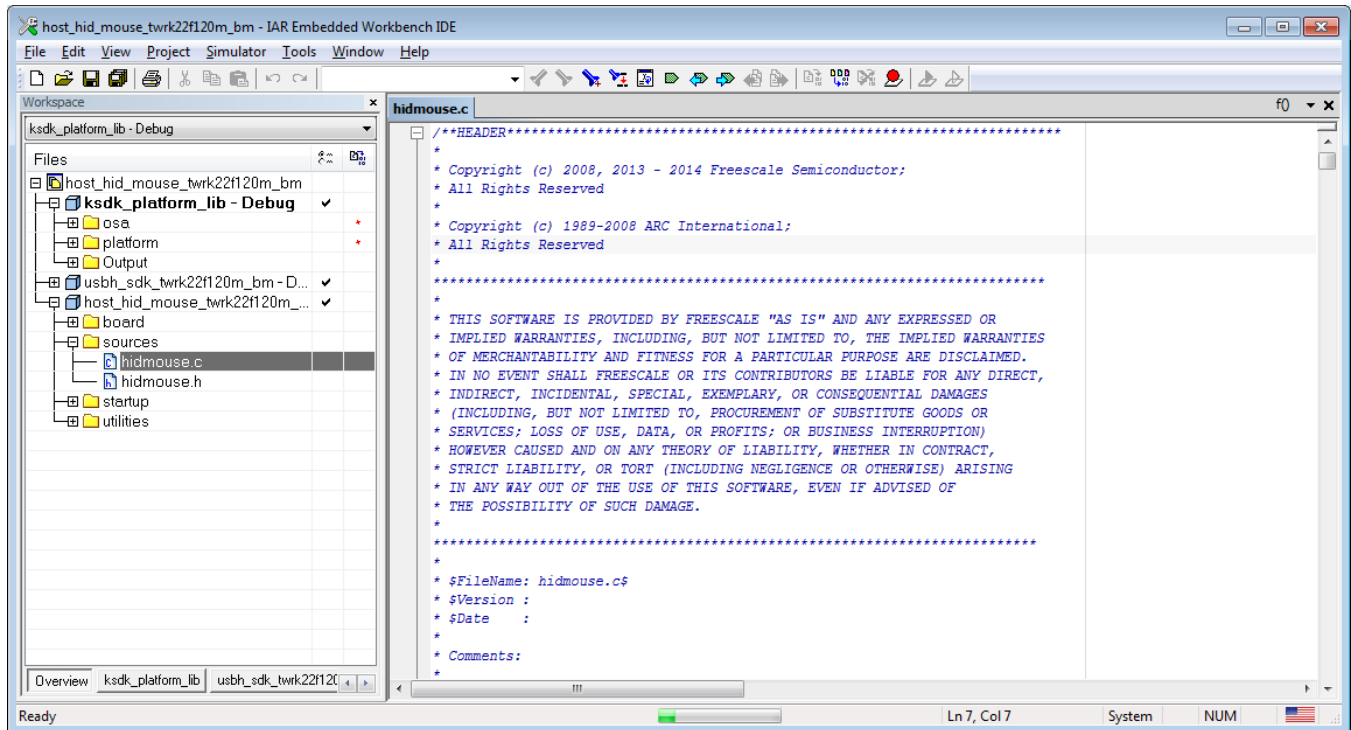 host_hid_mouse_twrk22f120m_bm - IAR Embedded Workbench IDE
File Edit View Project Simulator Tools Window Help
Workspace
ksdk_platform_lib - Debug
Files
host_hid_mouse_twrk22f120m_bm
ksdk_platform_lib - Debug
osa
platform
Output
usbh_sdk_twrk22f120m_bm - D...
host_hid_mouse_twrk22f120m_...
board
sources
hidmouse.c
hidmouse.h
startup
utilities
Overview ksdk_platform_lib usbh_sdk_twrk22f120
hidmouse.c
f()
/**HEADER********************************************************************
*
* Copyright (c) 2008, 2013 - 2014 Freescale Semiconductor;
* All Rights Reserved
*
* Copyright (c) 1989-2008 ARC International;
* All Rights Reserved
*
***************************************************************************
*
* THIS SOFTWARE IS PROVIDED BY FREESCALE "AS IS" AND ANY EXPRESSED OR
* IMPLIED WARRANTIES, INCLUDING, BUT NOT LIMITED TO, THE IMPLIED WARRANTIES
* OF MERCHANTABILITY AND FITNESS FOR A PARTICULAR PURPOSE ARE DISCLAIMED.
* IN NO EVENT SHALL FREESCALE OR ITS CONTRIBUTORS BE LIABLE FOR ANY DIRECT,
* INDIRECT, INCIDENTAL, SPECIAL, EXEMPLARY, OR CONSEQUENTIAL DAMAGES
* (INCLUDING, BUT NOT LIMITED TO, PROCUREMENT OF SUBSTITUTE GOODS OR
* SERVICES; LOSS OF USE, DATA, OR PROFITS; OR BUSINESS INTERRUPTION)
* HOWEVER CAUSED AND ON ANY THEORY OF LIABILITY, WHETHER IN CONTRACT,
* STRICT LIABILITY, OR TORT (INCLUDING NEGLIGENCE OR OTHERWISE) ARISING
* IN ANY WAY OUT OF THE USE OF THIS SOFTWARE, EVEN IF ADVISED OF
* THE POSSIBILITY OF SUCH DAMAGE.
*
**************************************************************************
*
* $FileName: hidmouse.c$
* $Version :
* $Date    :
*
* Comments:
*
Ready
Ln 7, Col 7
System
NUM